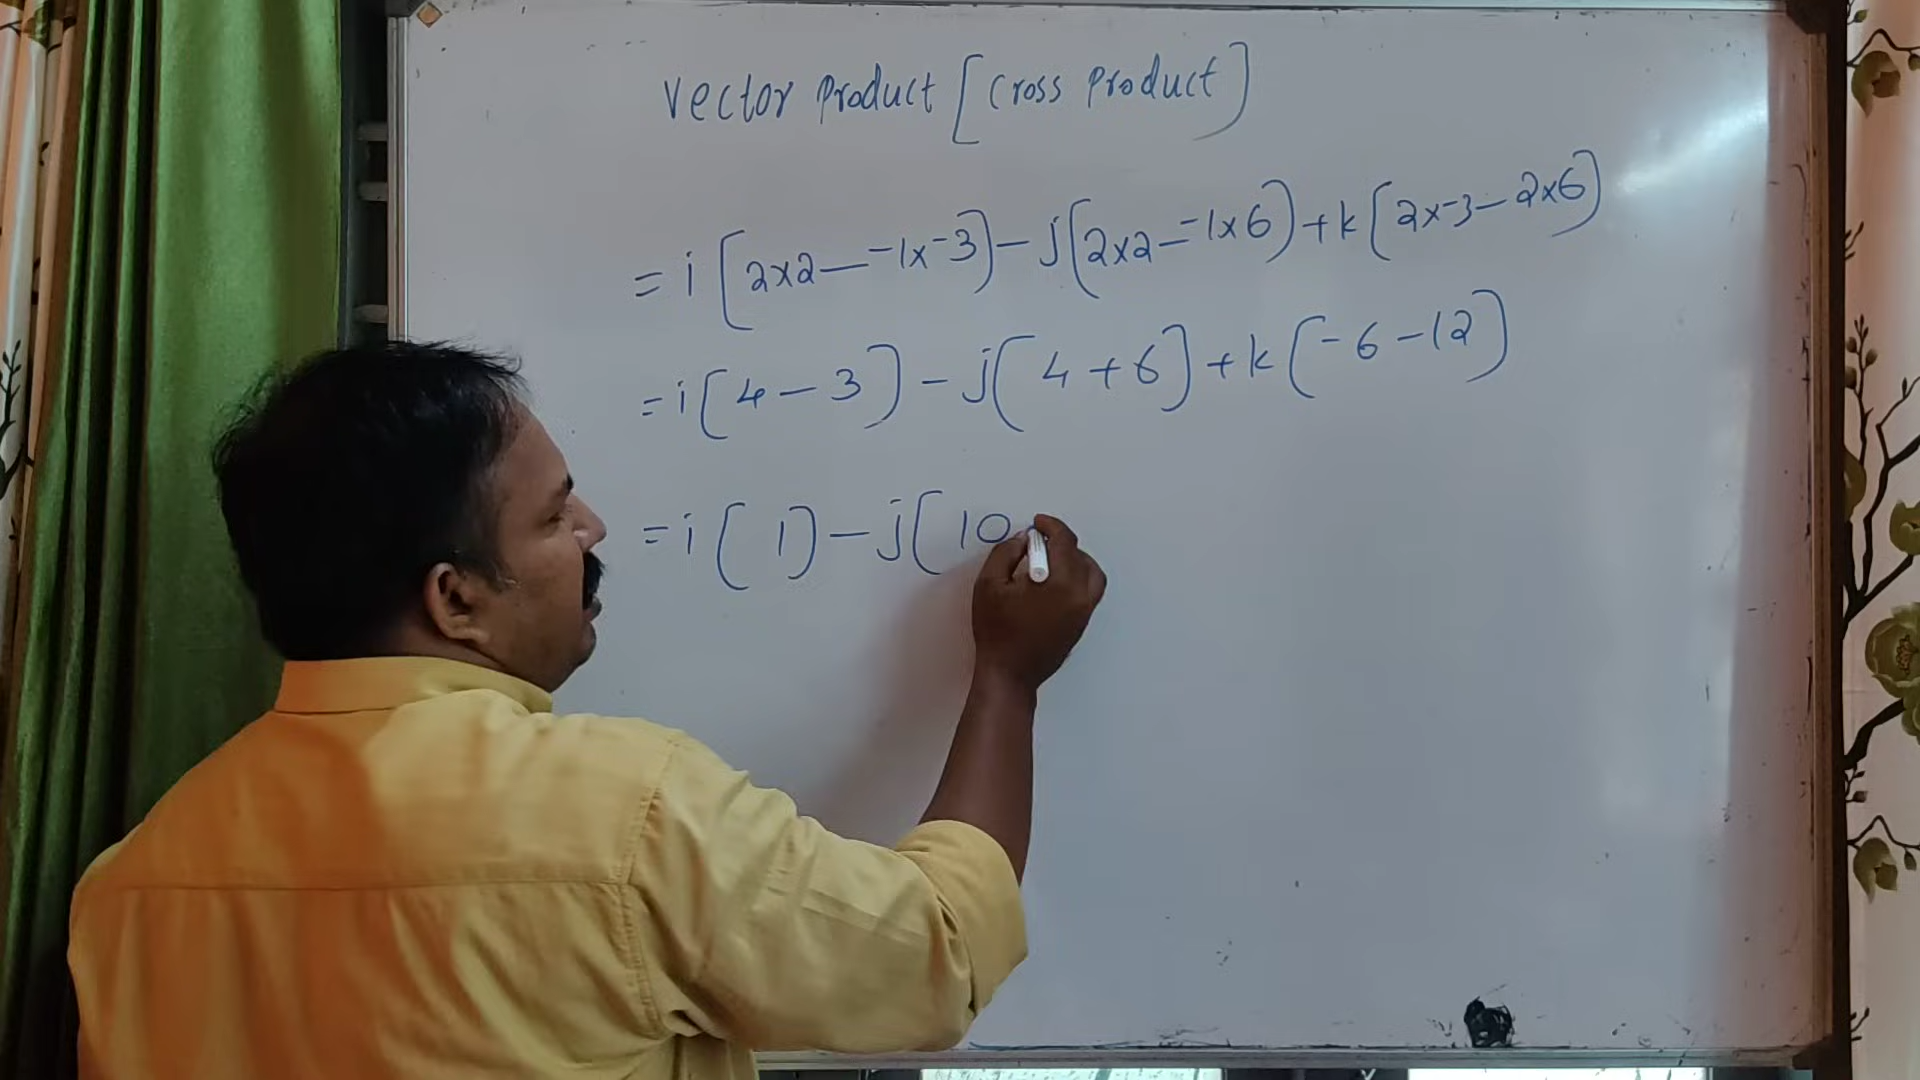 Vector Product [Cross Product]
= i [2x2 — -1x-3) - j[2x2 - -1x6) + k[2x-3 - 2x6)
= i[4 - 3) - j[4 + 6] + k[-6 - 12]
= i [1) - j[10